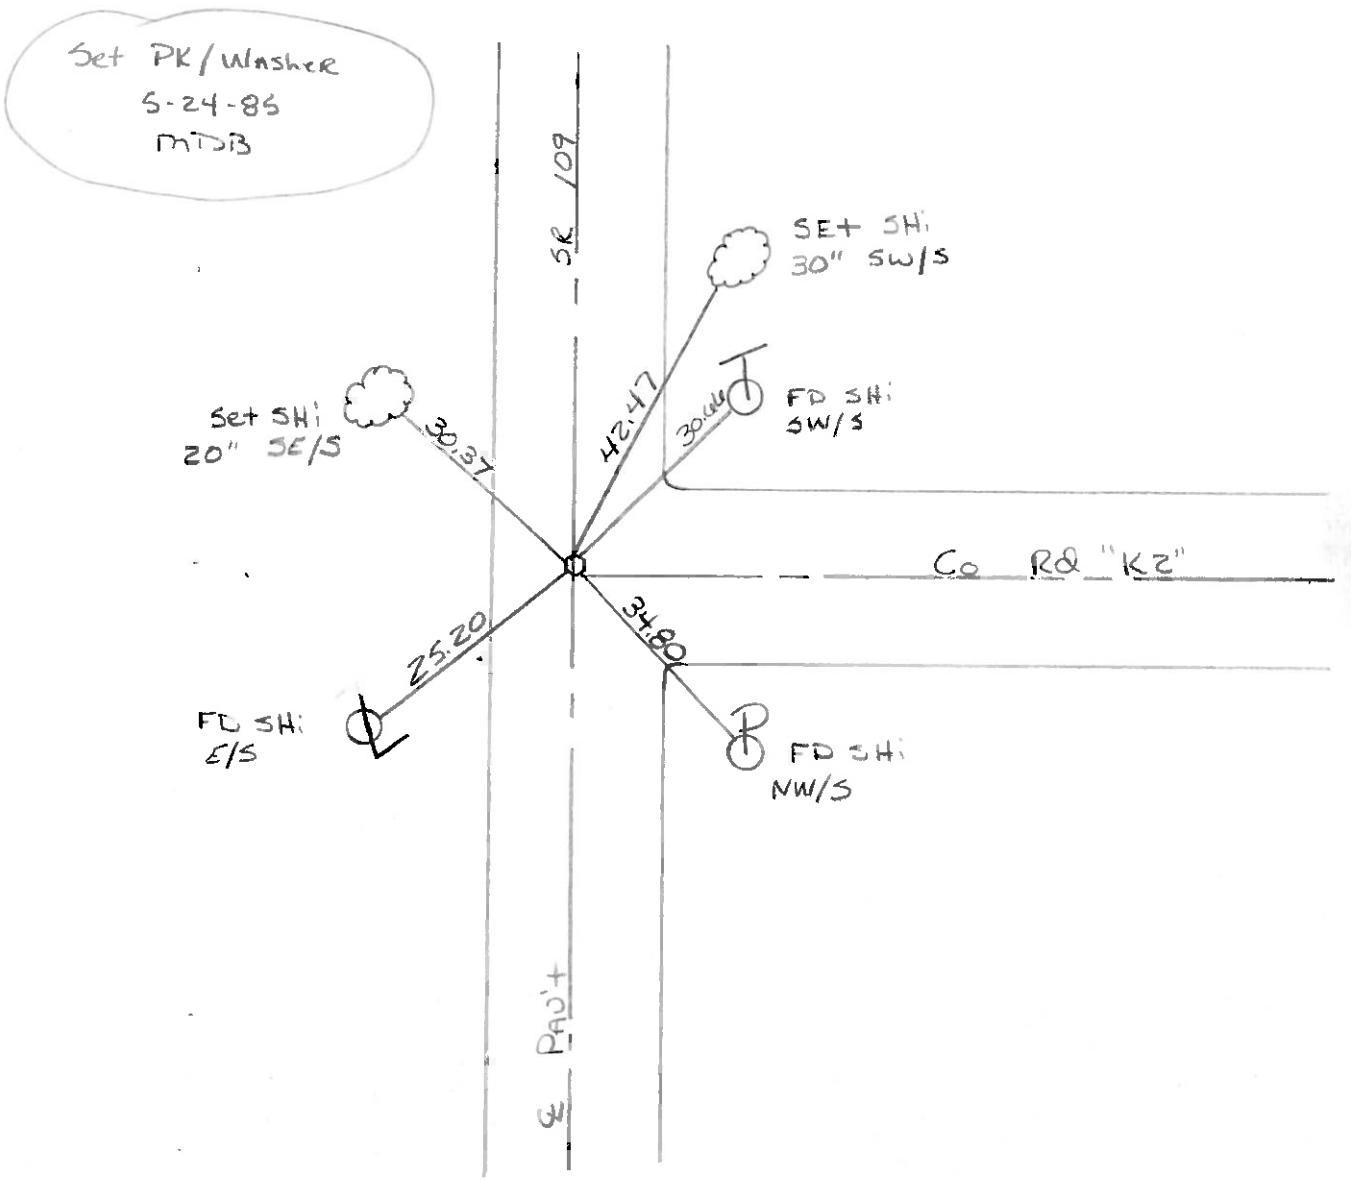 Set PK/Washer
5-24-85
MDB
SR 109
SET SHi
30" SW/S
FD SHi
SW/S
42.47
30.66
Set SHi
20" SE/S
30.37
Co Rd "K2"
34.80
25.20
FD SHi
E/S
P
FD SHi
NW/S
℄ PAV't